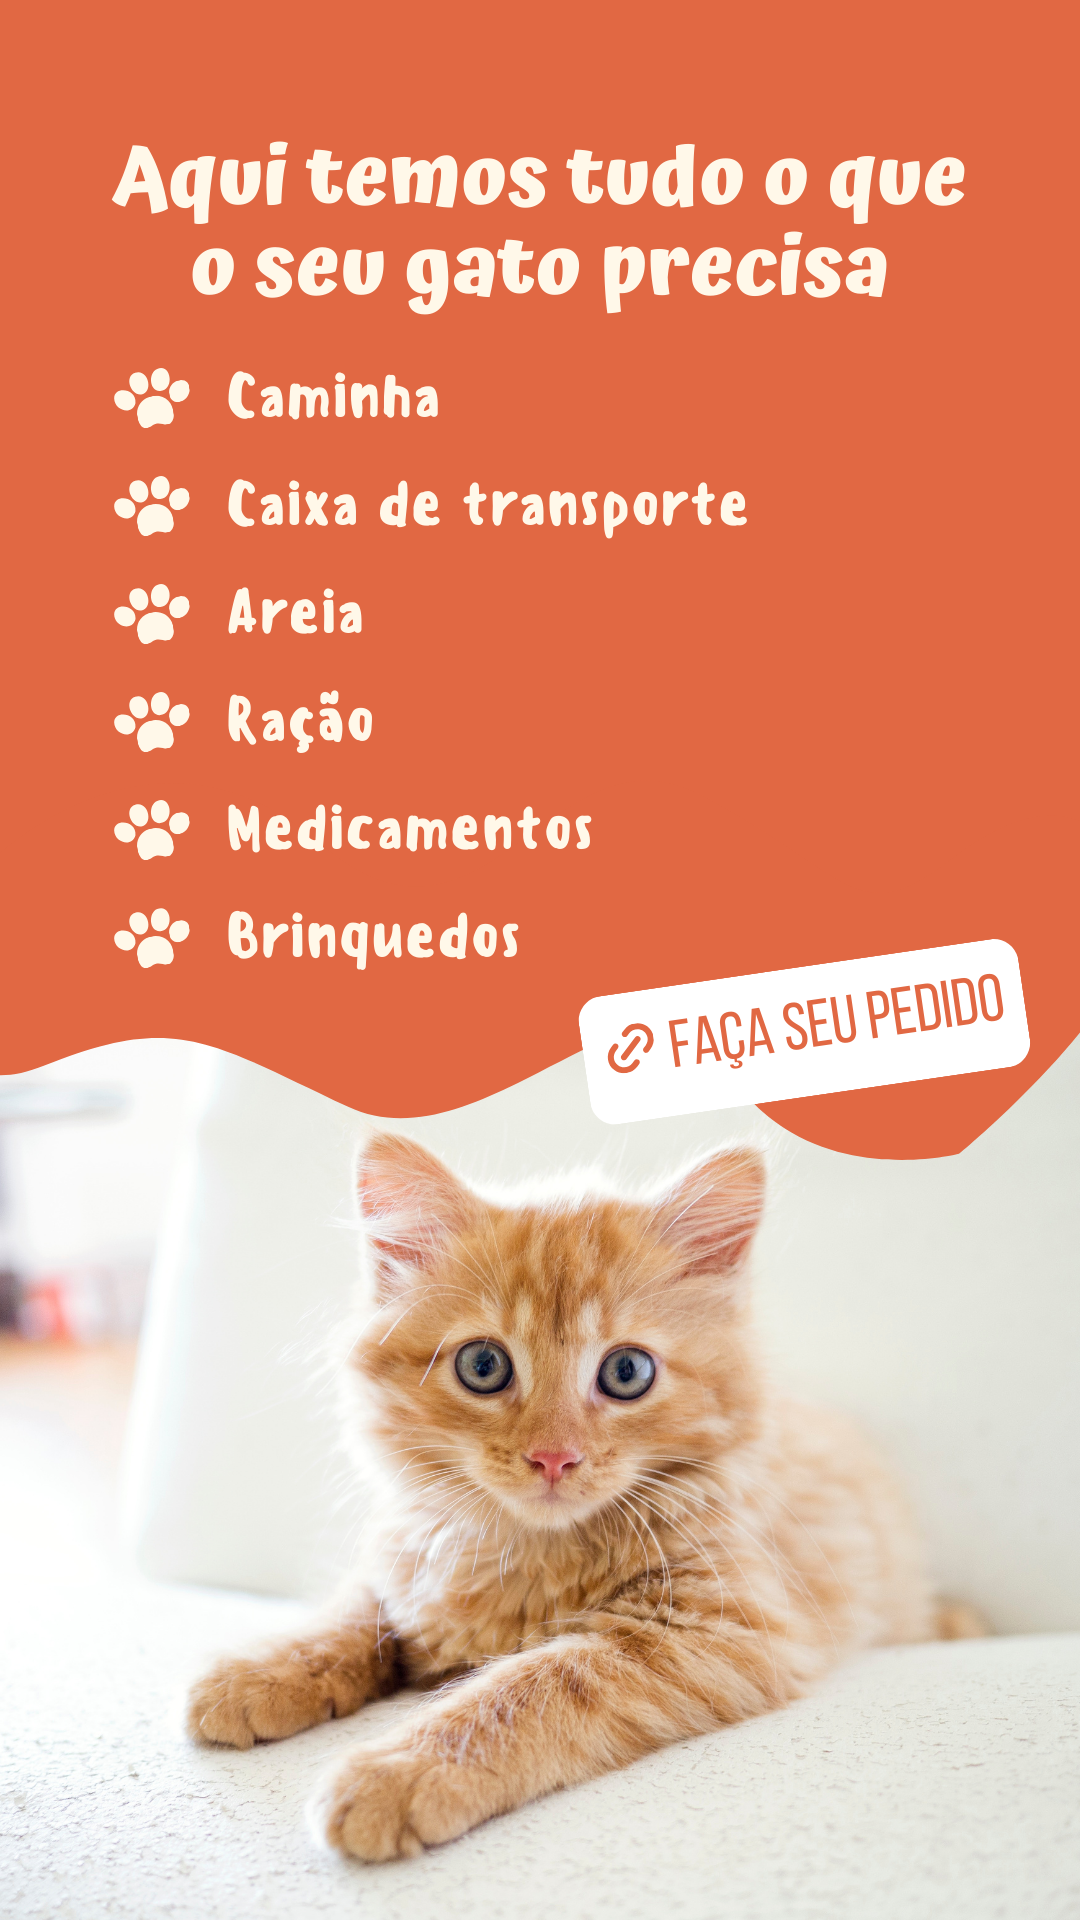 Aqui temos tudo o que
o seu gato precisa
Caminha
Caixa de transporte
Areia
Ração
Medicamentos
Brinquedos
FAÇA SEU PEDIDO